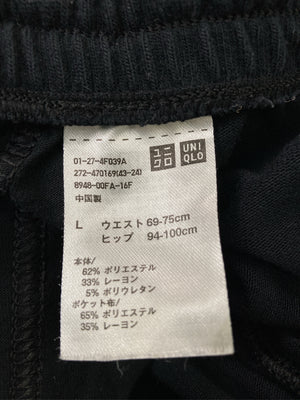 01-27-4F039A
272-470169(43-24)
8948-00FA-16F
中国製
ユニ
クロ
UNI
QLO
L ウエスト 69-75cm
ヒップ 94-100cm
本体/
62% ポリエステル
33% レーヨン
5% ポリウレタン
ポケット布/
65% ポリエステル
35% レーヨン